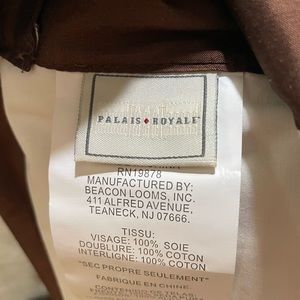 PALAIS ♦ ROYALE
RN19878
MANUFACTURED BY:
BEACON LOOMS, INC.
411 ALFRED AVENUE,
TEANECK, NJ 07666.
TISSU:
VISAGE: 100% SOIE
DOUBLURE: 100% COTON
INTERLIGNE: 100% COTON
"SEC PROPRE SEULEMENT"
FABRIQUE EN CHINE